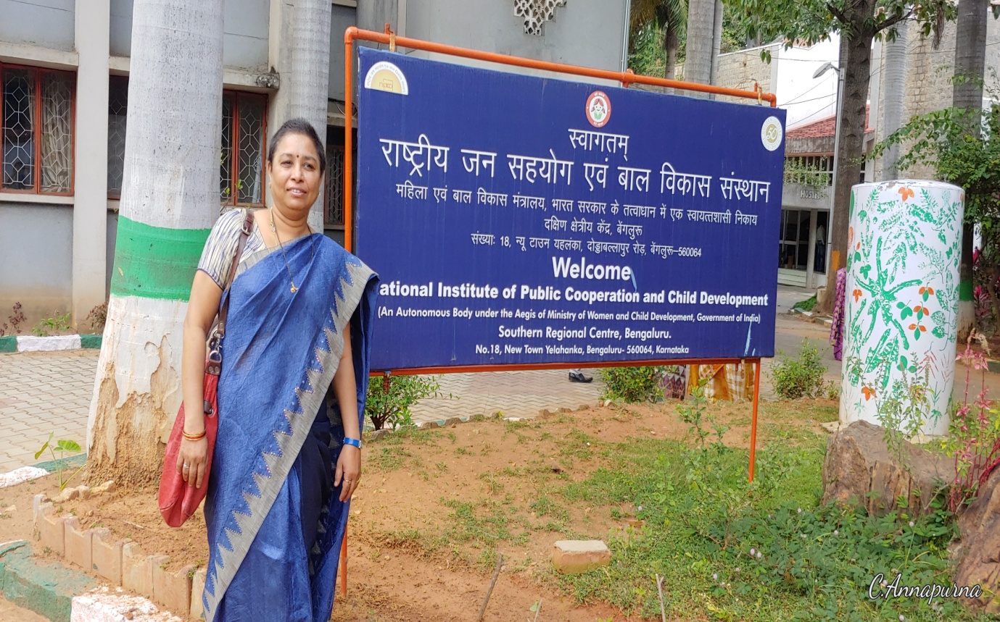 स्वागतम्
राष्ट्रीय जन सहयोग एवं बाल विकास संस्थान
महिला एवं बाल विकास मंत्रालय, भारत सरकार के तत्वाधान में एक स्वायत्तशासी निकाय
दक्षिण क्षेत्रीय केंद्र, बेंगलुरू
संख्याः 18, न्यू टाउन यहलंका, दोड्डाबल्लापुर रोड़, बेंगलुरू–560064
Welcome
ational Institute of Public Cooperation and Child Development
(An Autonomous Body under the Aegis of Ministry of Women and Child Development, Government of India)
Southern Regional Centre, Bengaluru.
No.18, New Town Yelahanka, Bengaluru- 560064, Karnataka
50
C.Annapurna